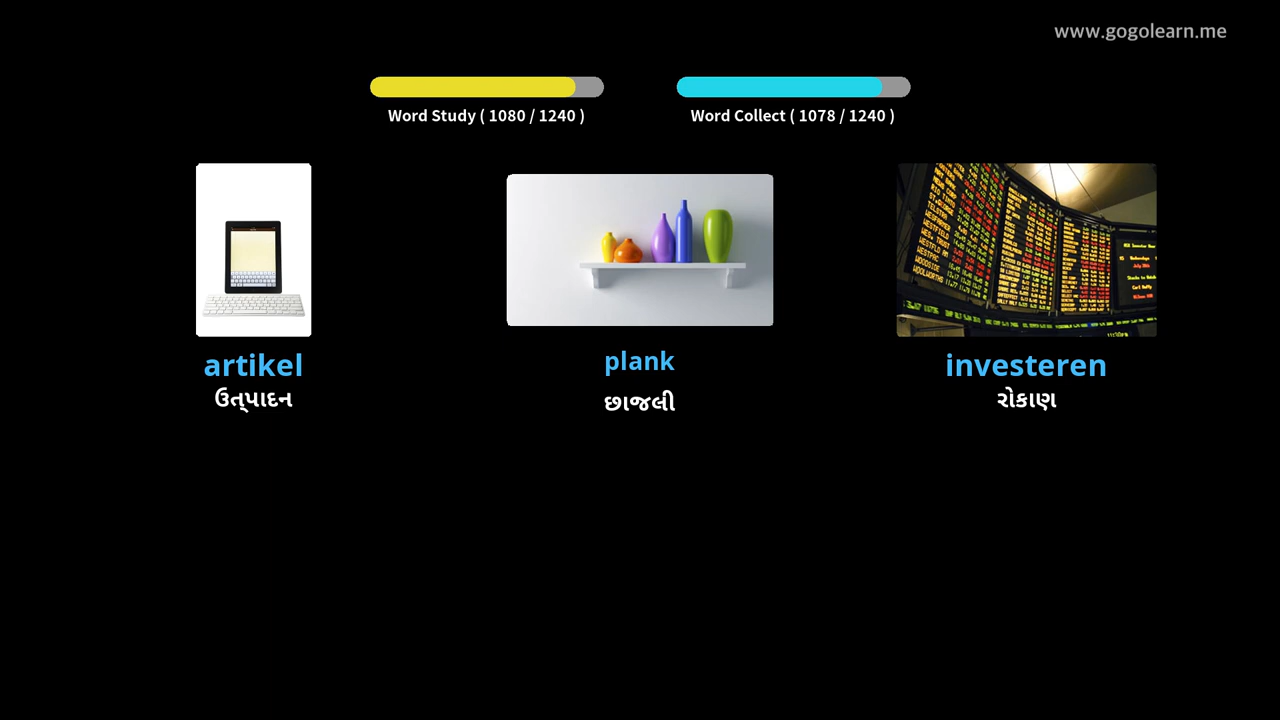 www.gogolearn.me
Word Study ( 1080 / 1240 )
Word Collect ( 1078 / 1240 )
artikel
ઉત્પાદન
plank
છાજલી
investeren
રોકાણ